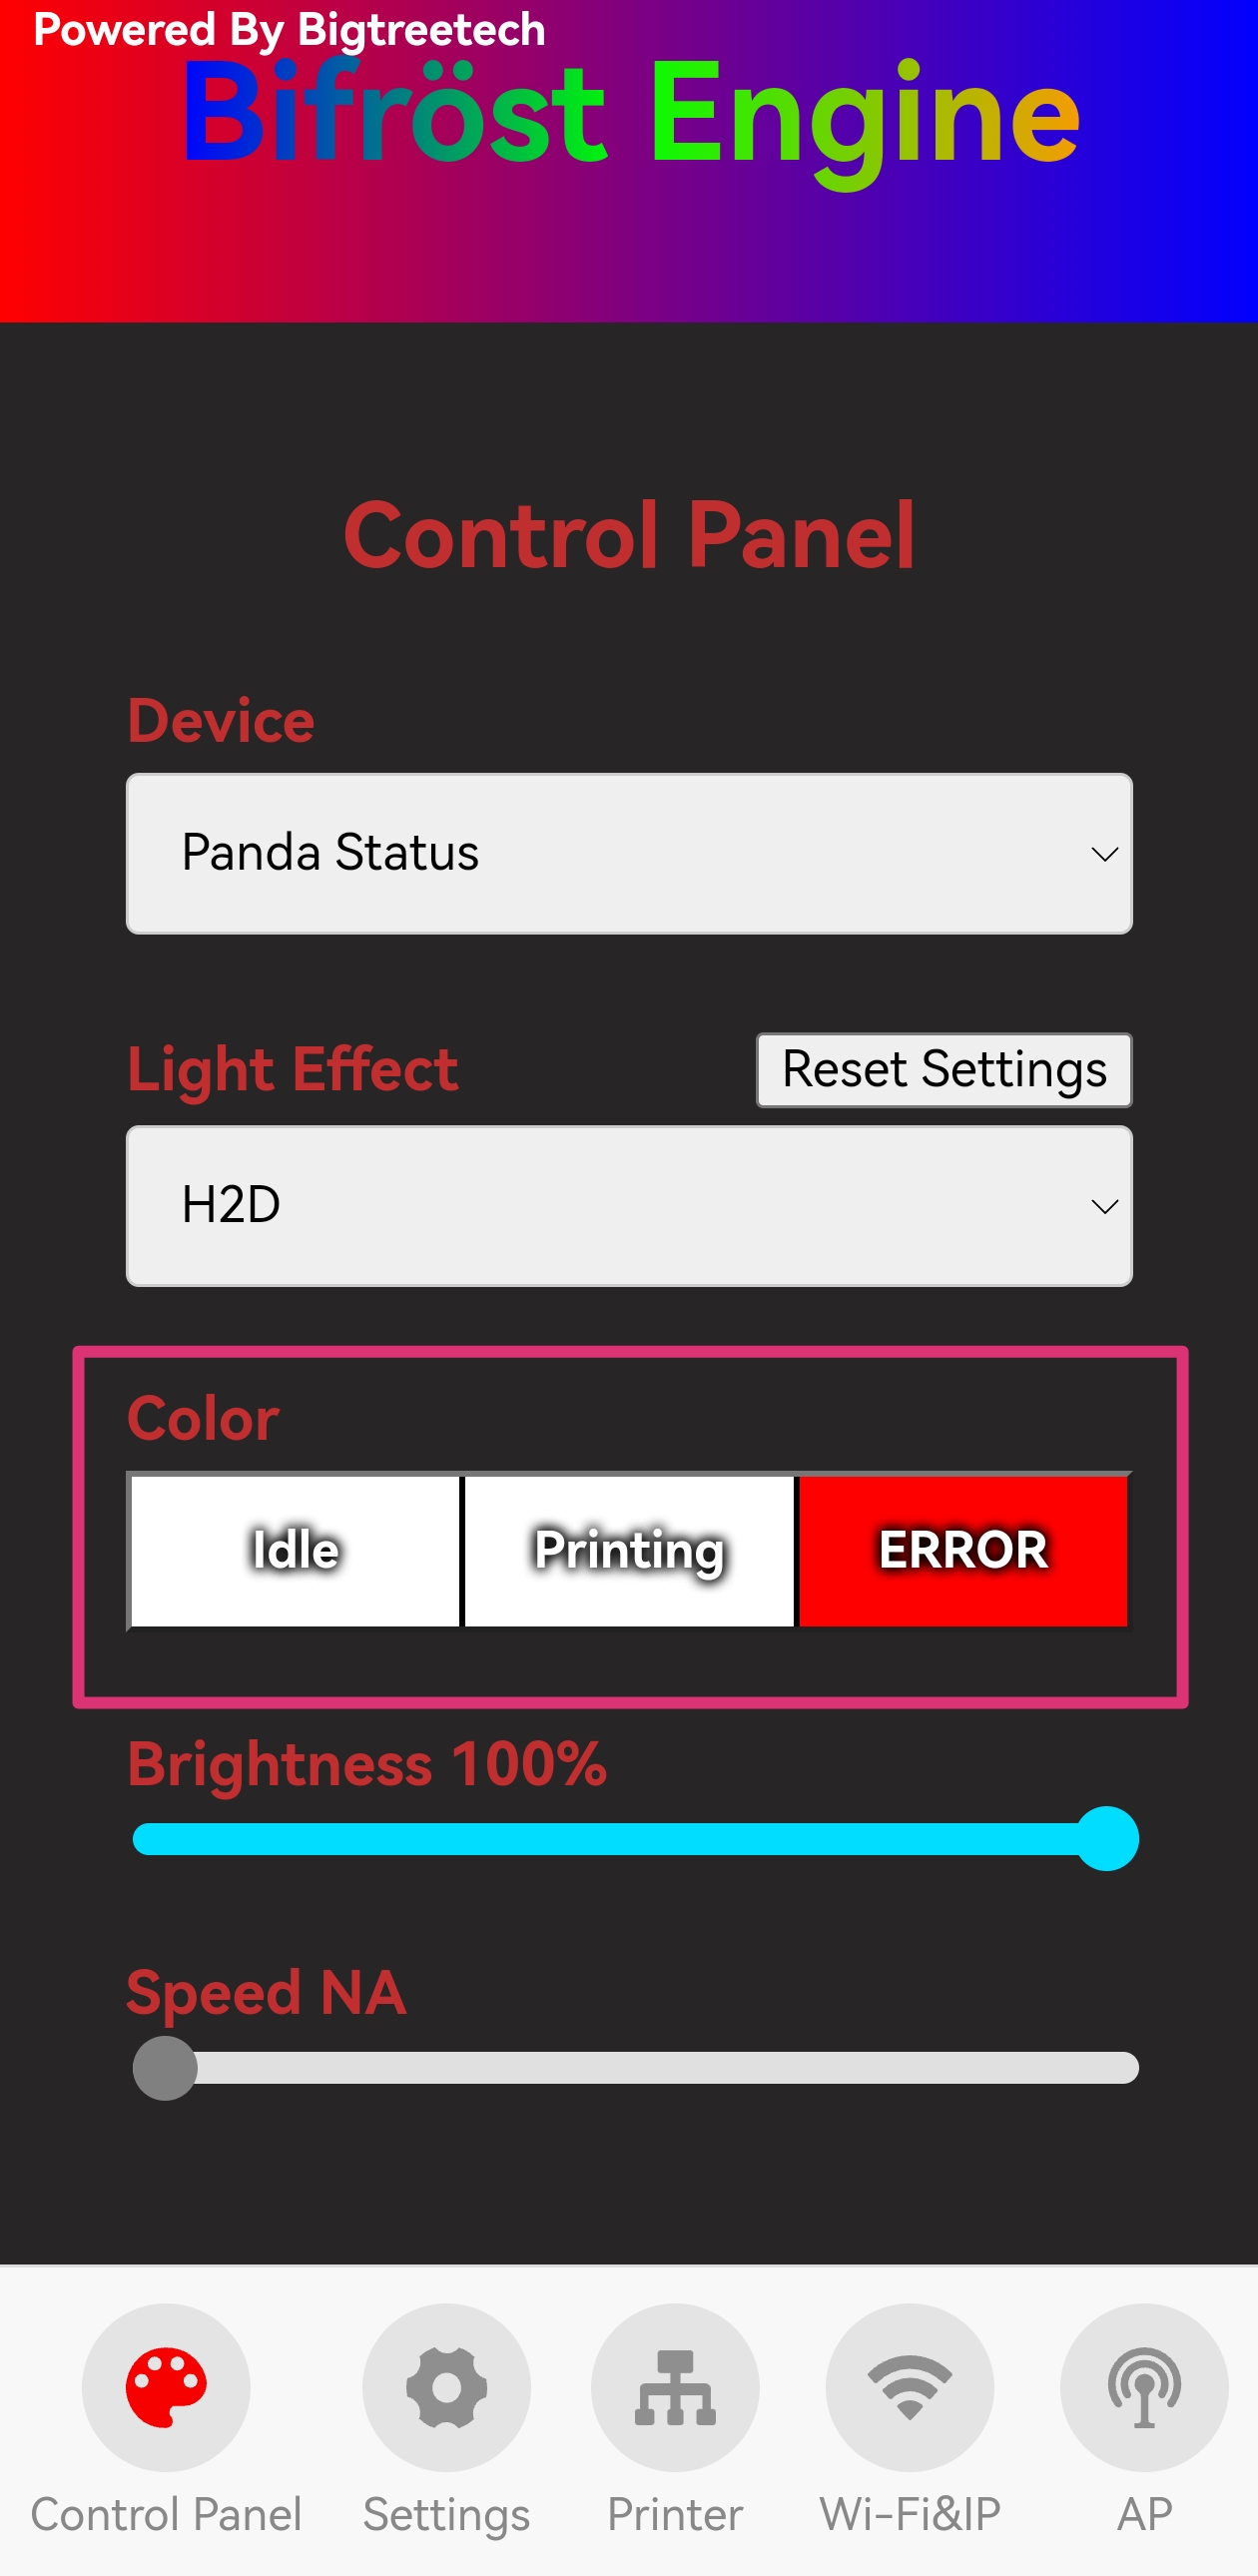 Powered By Bigtreetech
Bifröst Engine
Control Panel
Device
Panda Status
Light Effect
Reset Settings
H2D
Color
Idle
Printing
ERROR
Brightness 100%
Speed NA
Control Panel
Settings
Printer
Wi-Fi&IP
AP